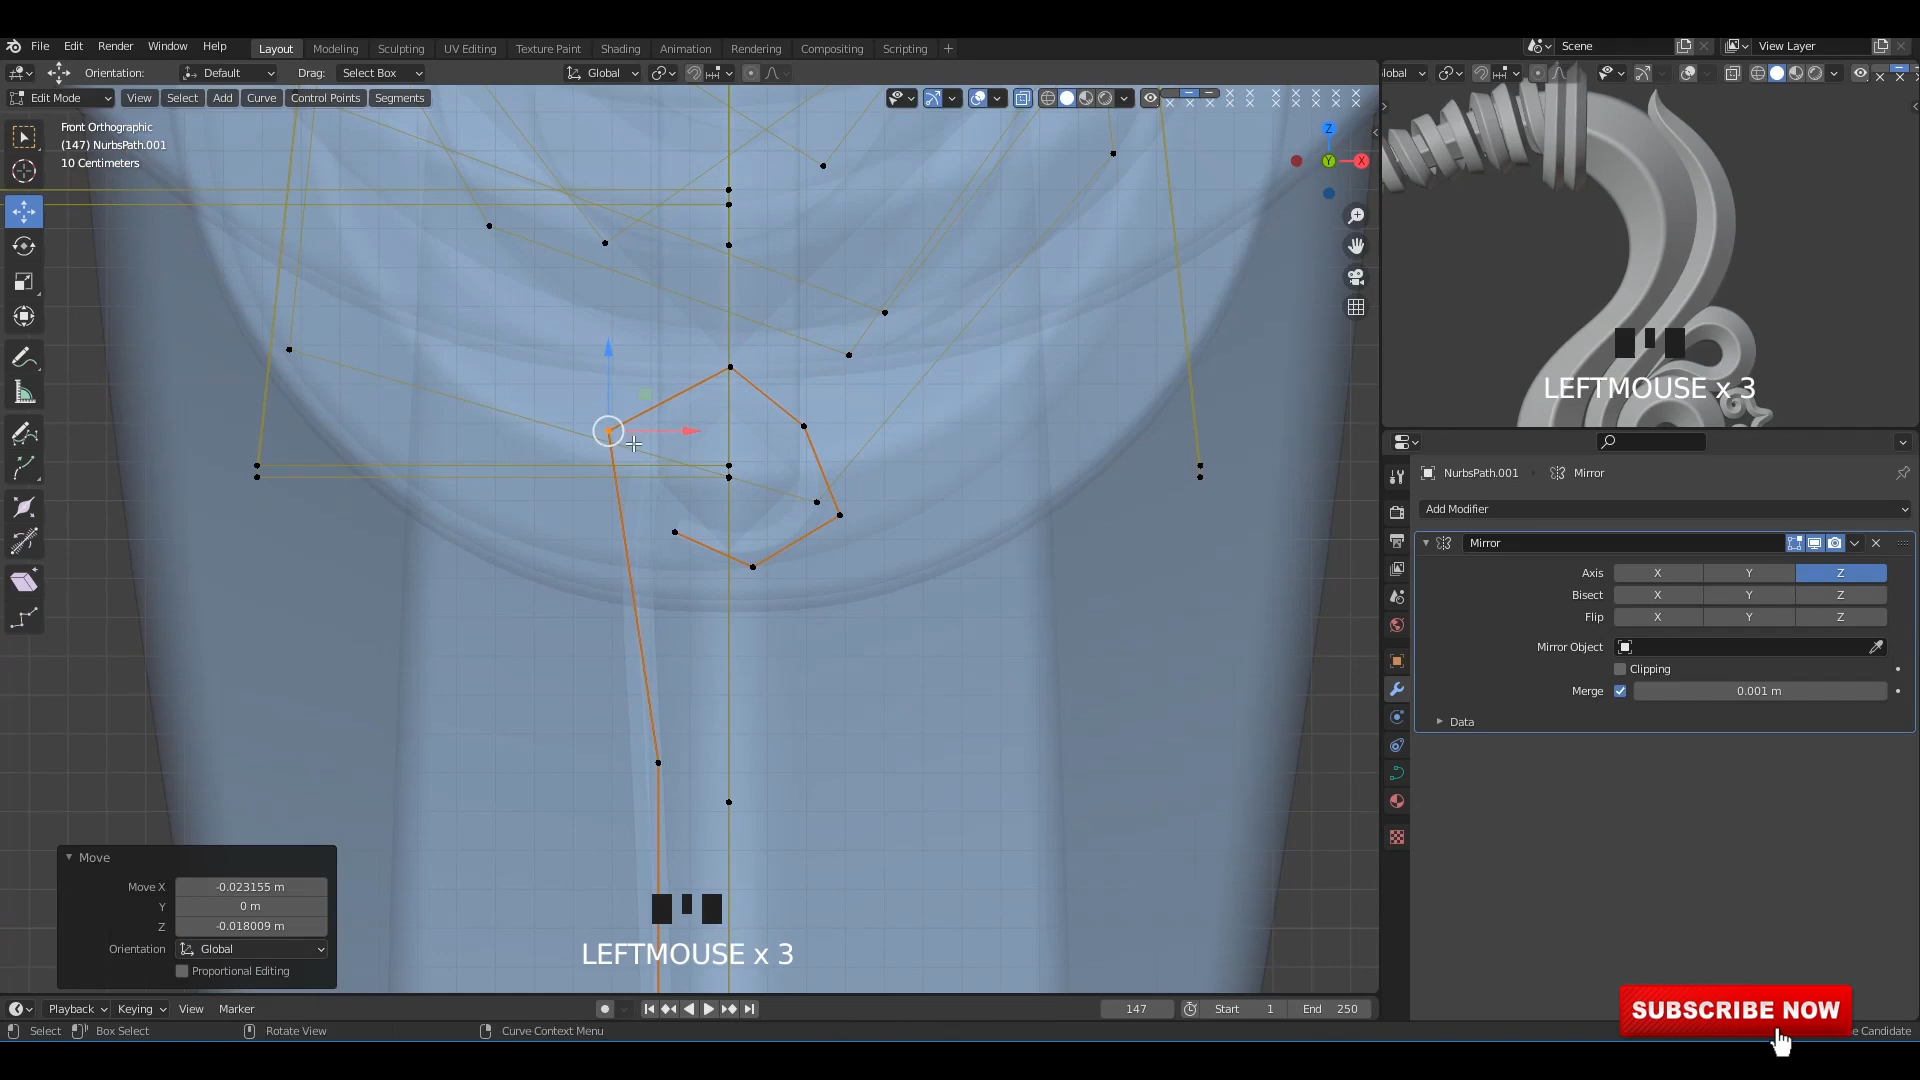 File Edit Render Window Help Layout Modeling Sculpting UV Editing Texture Paint Shading Animation Rendering Compositing Scripting + Scene View Layer
Orientation: Default Drag: Select Box Global
Edit Mode View Select Add Curve Control Points Segments
Front Orthographic
(147) NurbsPath.001
10 Centimeters
Z
Y
X
LEFTMOUSE x 3
NurbsPath.001 Mirror
Add Modifier
Mirror
Axis X Y Z
Bisect X Y Z
Flip X Y Z
Mirror Object
Clipping
Merge 0.001 m
Data
Move
Move X -0.023155 m
Y 0 m
Z -0.018009 m
Orientation Global
Proportional Editing
LEFTMOUSE x 3
Playback Keying View Marker 147 Start 1 End 250
SUBSCRIBE NOW
Select Box Select Rotate View Curve Context Menu Candidate